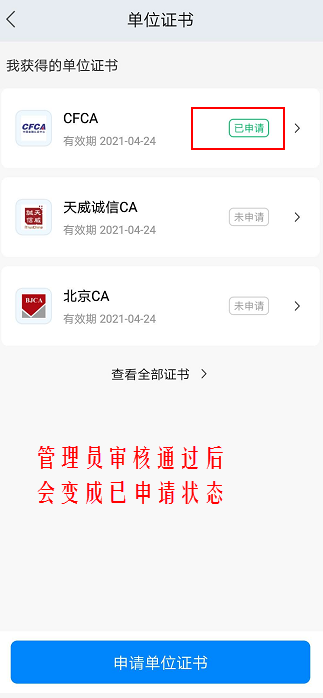 单位证书
我获得的单位证书
CFCA
CFCA
有效期 2021-04-24
已申请
天威诚信CA
有效期 2021-04-24
未申请
北京CA
BJCA
有效期 2021-04-24
未申请
查看全部证书
管理员审核通过后
会变成已申请状态
申请单位证书